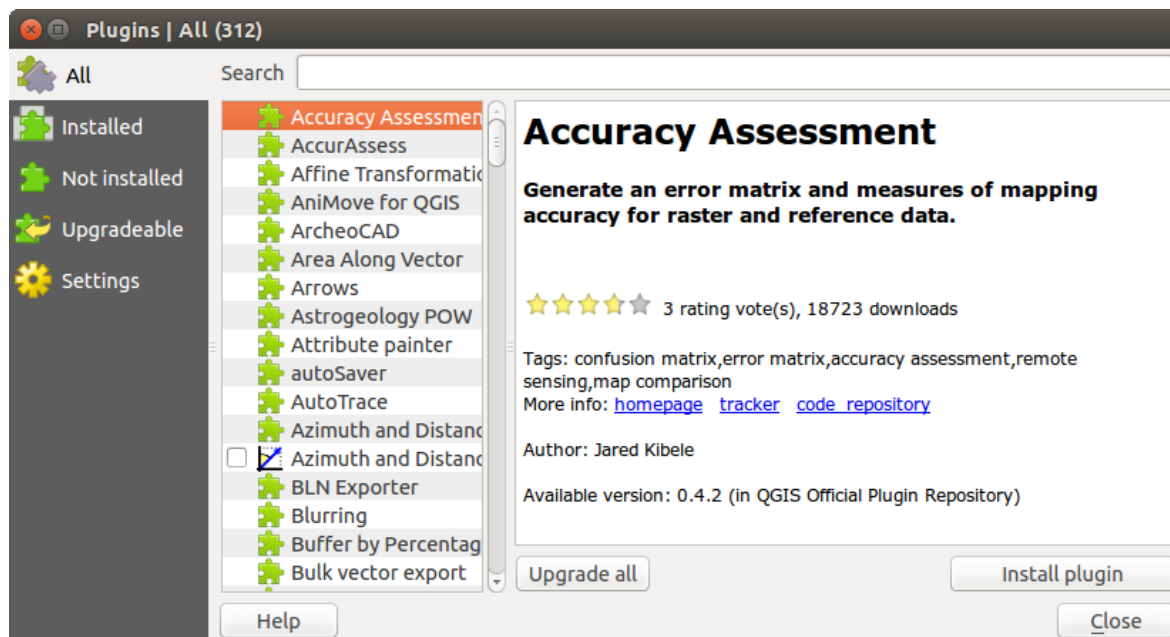 Plugins | All (312)
All
Search
Installed
Not installed
Upgradeable
Settings
Accuracy Assessmen
AccurAssess
Affine Transformatic
AniMove for QGIS
ArcheoCAD
Area Along Vector
Arrows
Astrogeology POW
Attribute painter
autoSaver
AutoTrace
Azimuth and Distanc
Azimuth and Distanc
BLN Exporter
Blurring
Buffer by Percentag
Bulk vector export
Accuracy Assessment
Generate an error matrix and measures of mapping
accuracy for raster and reference data.
3 rating vote(s), 18723 downloads
Tags: confusion matrix,error matrix,accuracy assessment,remote
sensing,map comparison
More info: homepage tracker code repository
Author: Jared Kibele
Available version: 0.4.2 (in QGIS Official Plugin Repository)
Upgrade all
Install plugin
Help
Close